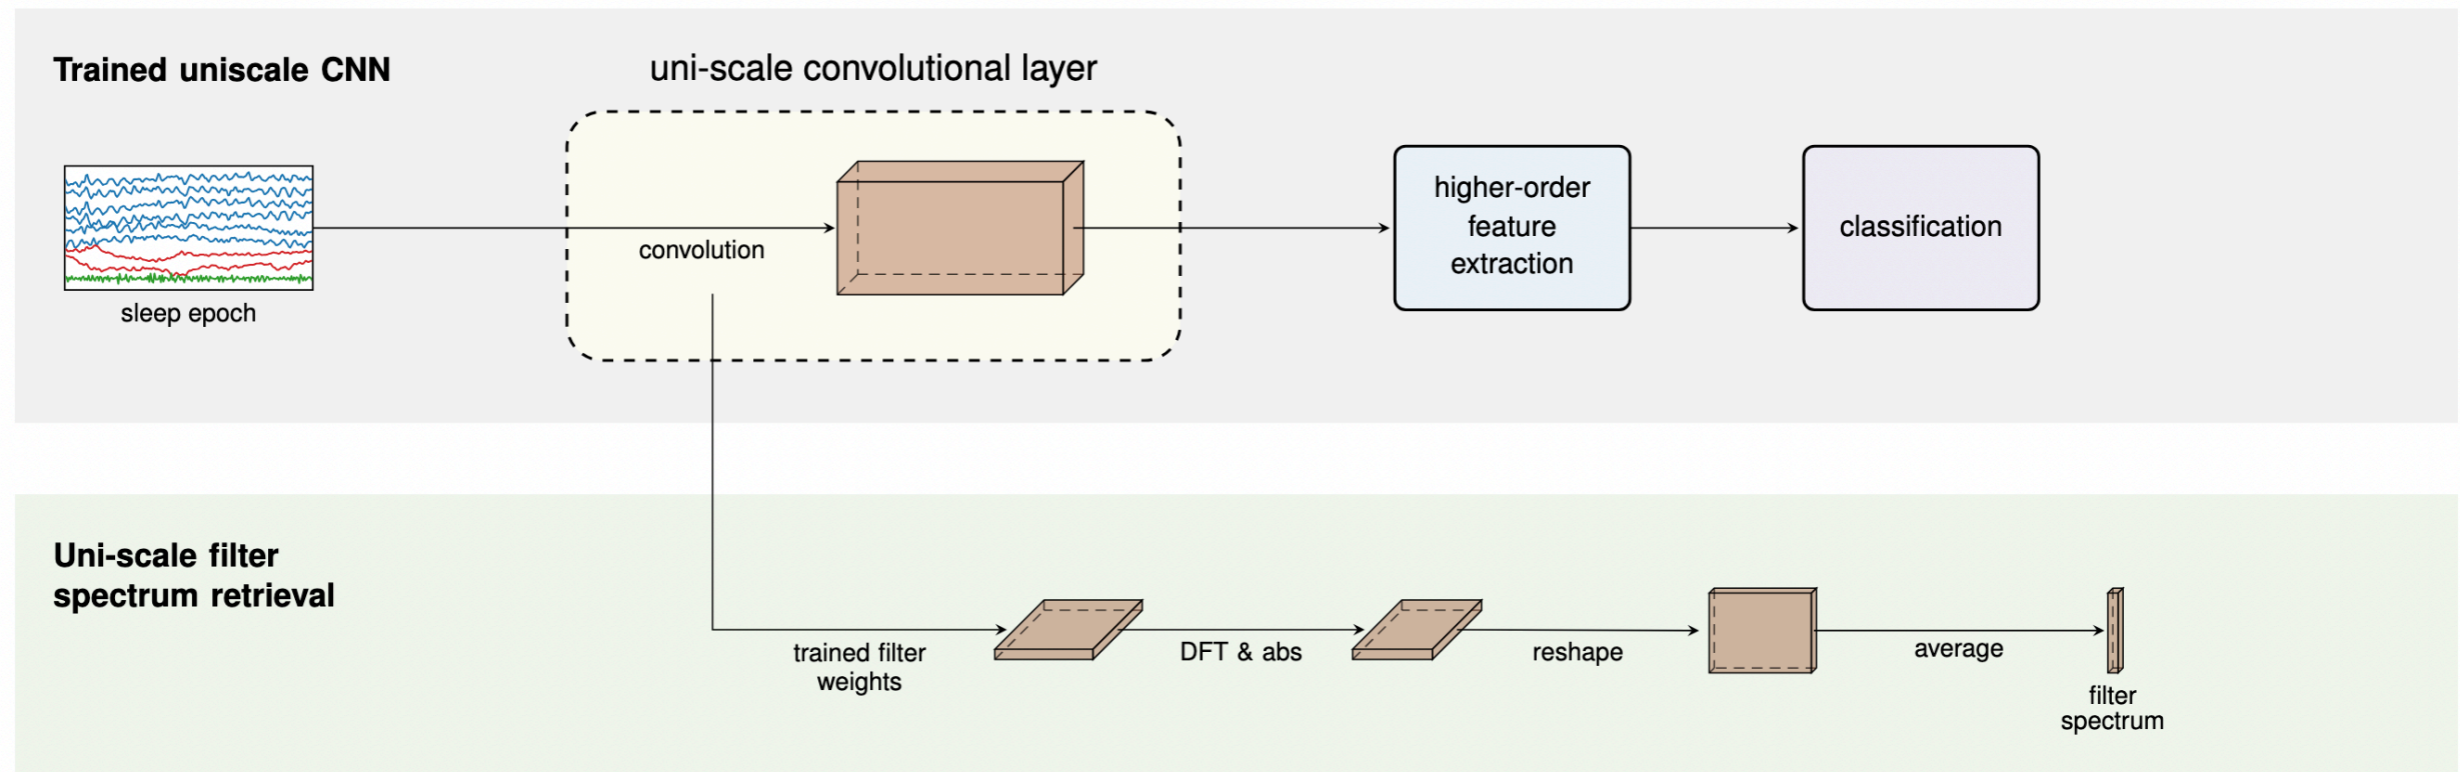 Trained uniscale CNN
uni-scale convolutional layer
sleep epoch
convolution
higher-order
feature
extraction
classification
Uni-scale filter
spectrum retrieval
trained filter
weights
DFT & abs
reshape
average
filter
spectrum